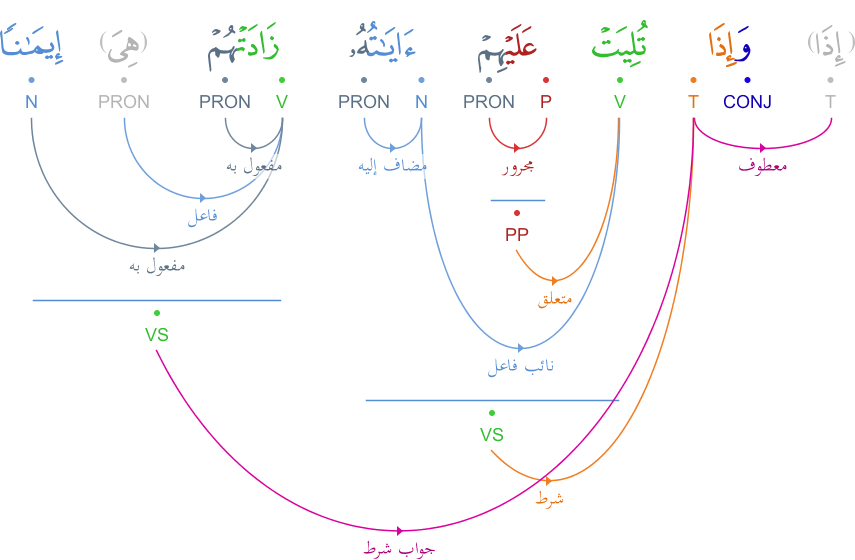 (إِذَا) وَإِذَا تُلِيَتْ عَلَيْهِمْ ءَايَٰتُهُۥ زَادَتْهُمْ (هِىَ) إِيمَٰنًا
T CONJ T V P PRON N PRON V PRON PRON N
معطوف مجرور مضاف إليه مفعول به
فاعل
PP
مفعول به
متعلق
VS
نائب فاعل
VS
شرط
جواب شرط